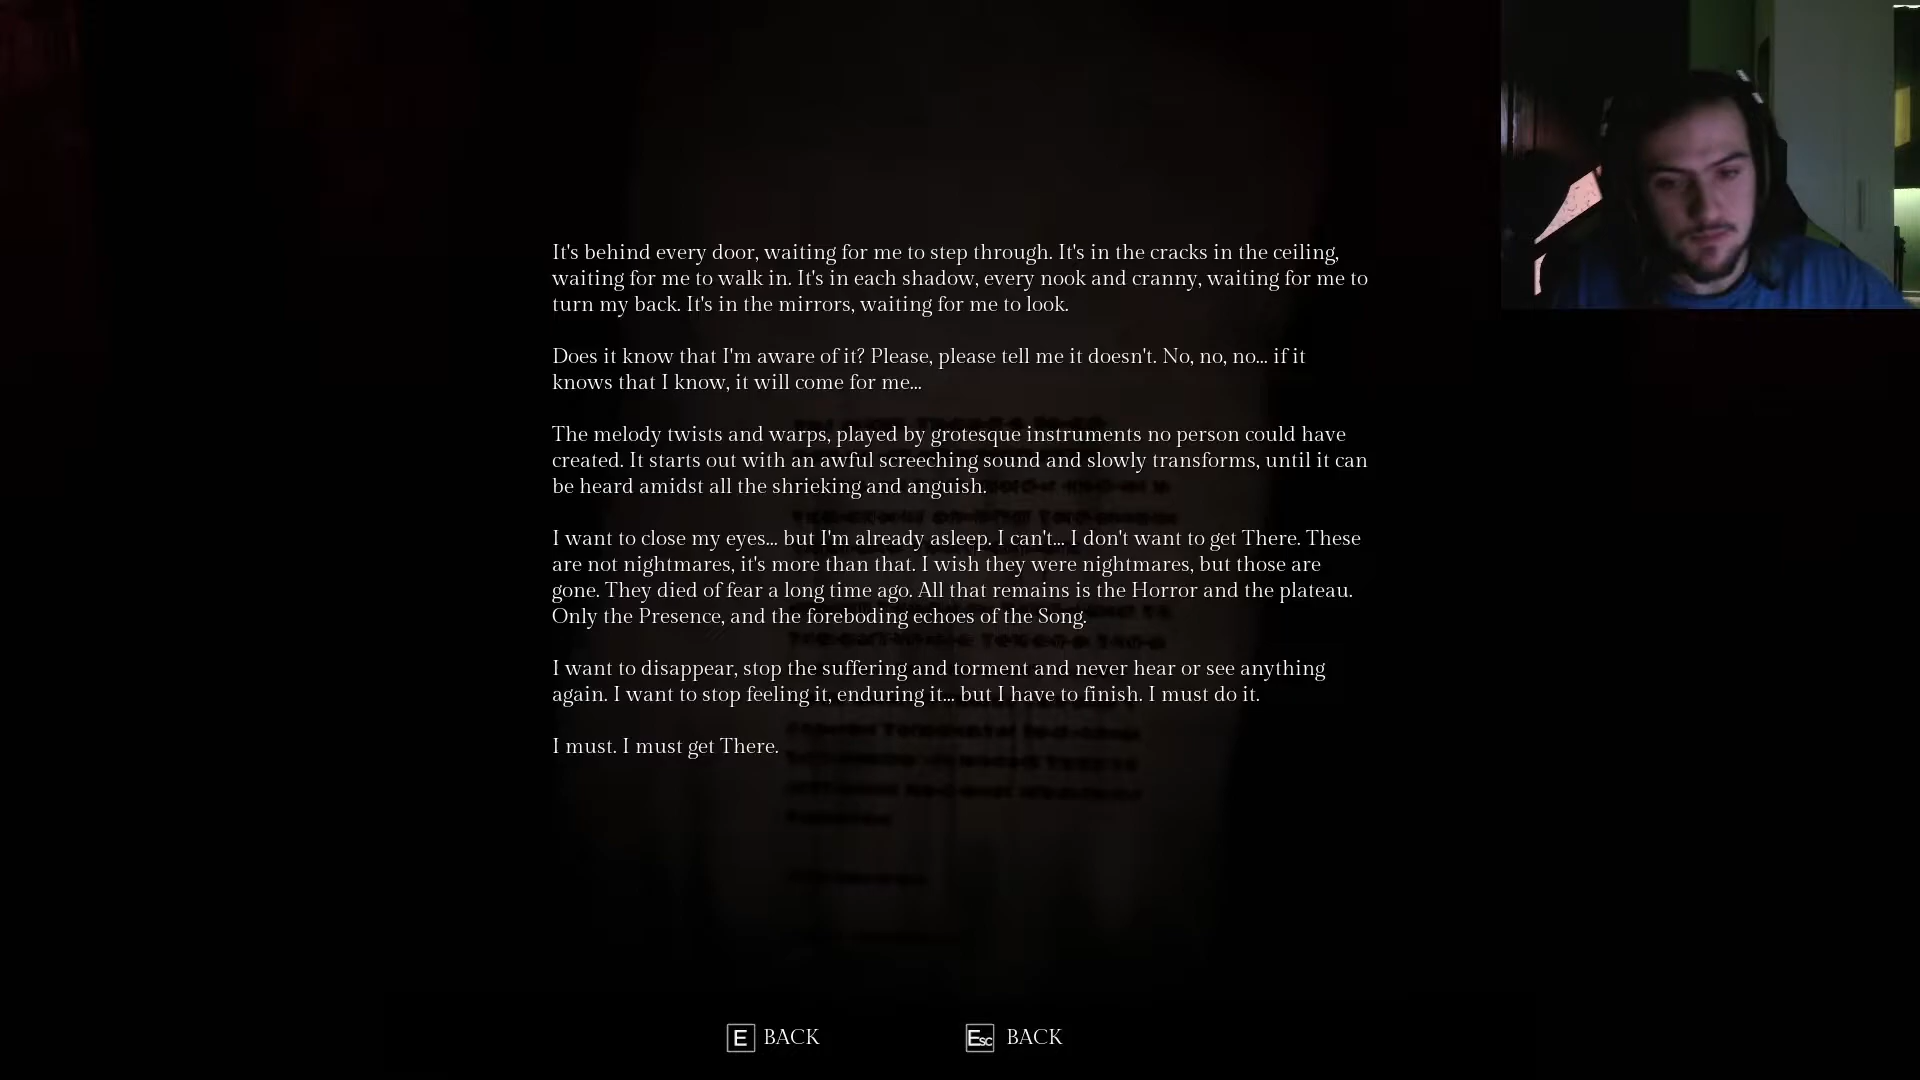 It's behind every door, waiting for me to step through. It's in the cracks in the ceiling,
waiting for me to walk in. It's in each shadow, every nook and cranny, waiting for me to
turn my back. It's in the mirrors, waiting for me to look.
Does it know that I'm aware of it? Please, please tell me it doesn't. No, no, no... if it
knows that I know, it will come for me...
The melody twists and warps, played by grotesque instruments no person could have
created. It starts out with an awful screeching sound and slowly transforms, until it can
be heard amidst all the shrieking and anguish.
I want to close my eyes... but I'm already asleep. I can't... I don't want to get There. These
are not nightmares, it's more than that. I wish they were nightmares, but those are
gone. They died of fear a long time ago. All that remains is the Horror and the plateau.
Only the Presence, and the foreboding echoes of the Song.
I want to disappear, stop the suffering and torment and never hear or see anything
again. I want to stop feeling it, enduring it... but I have to finish. I must do it.
I must. I must get There.
E BACK
Esc BACK